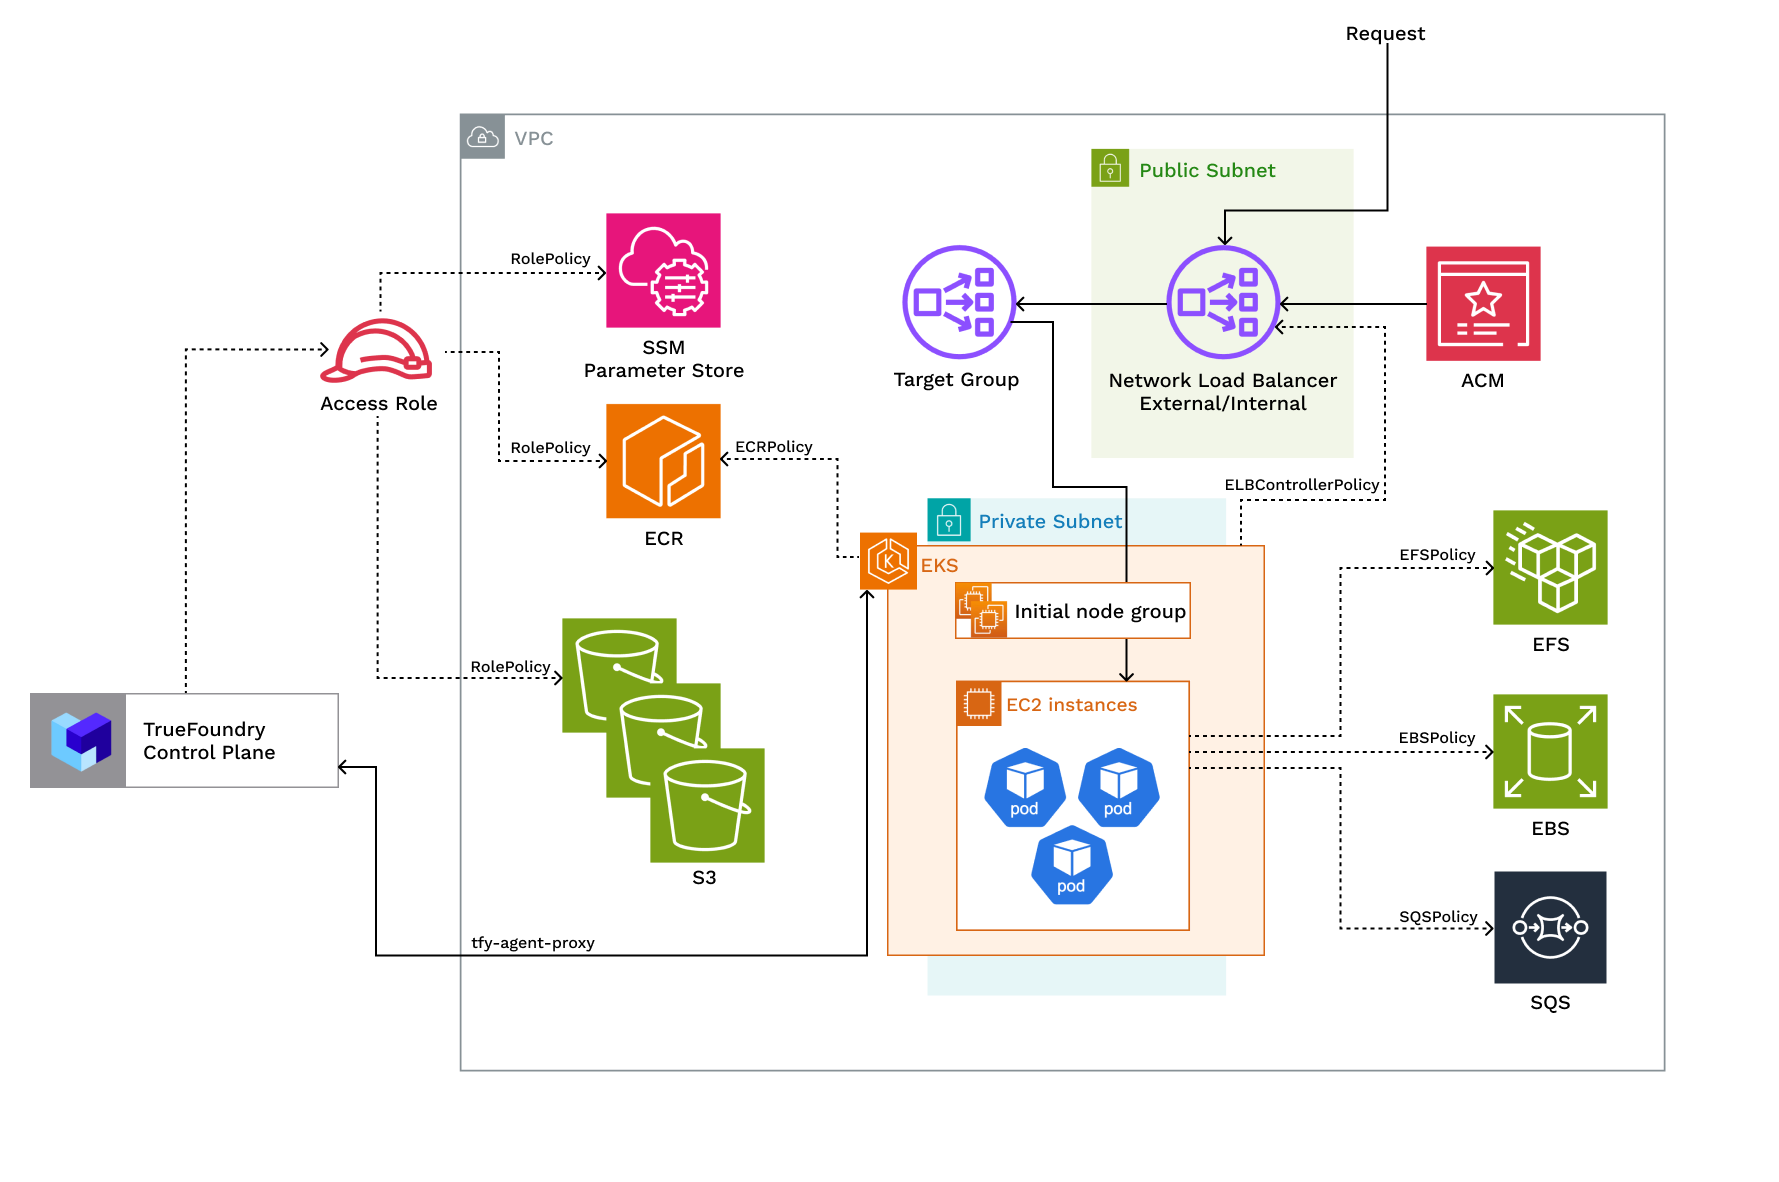 Request
VPC
Public Subnet
RolePolicy
SSM
Parameter Store
Access Role
Target Group
Network Load Balancer
External/Internal
ACM
RolePolicy
ECRPolicy
ECR
ELBControllerPolicy
Private Subnet
EKS
EFSPolicy
EFS
Initial node group
RolePolicy
TrueFoundry
Control Plane
EC2 instances
EBSPolicy
EBS
pod
pod
pod
S3
SQSPolicy
SQS
tfy-agent-proxy
K